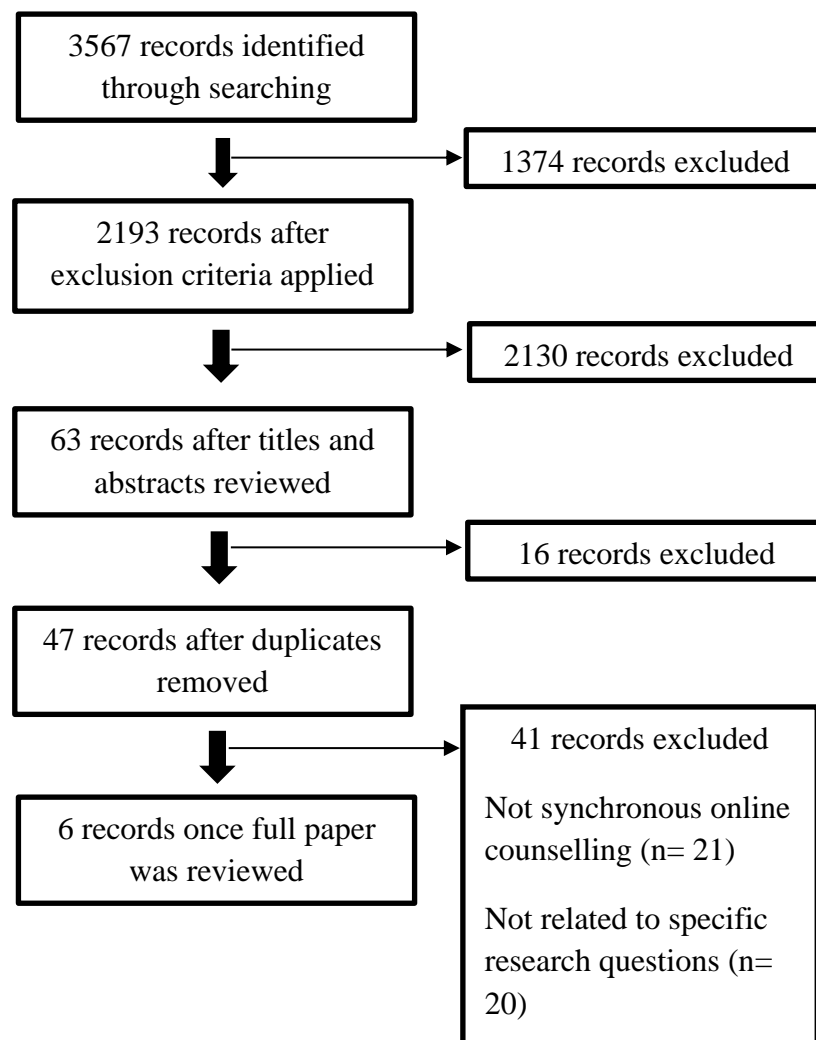 3567 records identified
through searching
1374 records excluded
2193 records after
exclusion criteria applied
2130 records excluded
63 records after titles and
abstracts reviewed
16 records excluded
47 records after duplicates
removed
41 records excluded
Not synchronous online
counselling (n= 21)
Not related to specific
research questions (n=
20)
6 records once full paper
was reviewed